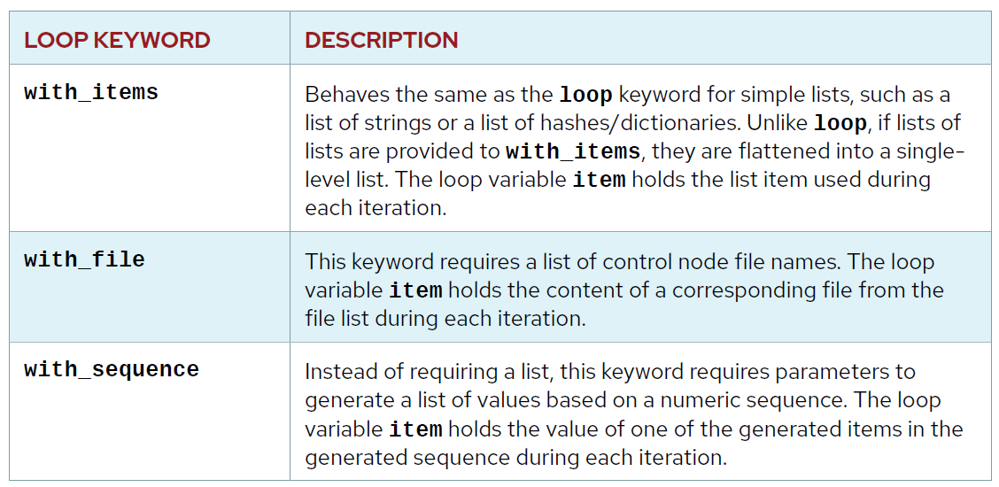 LOOP KEYWORD
DESCRIPTION
with_items
Behaves the same as the loop keyword for simple lists, such as a
list of strings or a list of hashes/dictionaries. Unlike loop, if lists of
lists are provided to with_items, they are flattened into a single-
level list. The loop variable item holds the list item used during
each iteration.
with_file
This keyword requires a list of control node file names. The loop
variable item holds the content of a corresponding file from the
file list during each iteration.
with_sequence
Instead of requiring a list, this keyword requires parameters to
generate a list of values based on a numeric sequence. The loop
variable item holds the value of one of the generated items in the
generated sequence during each iteration.